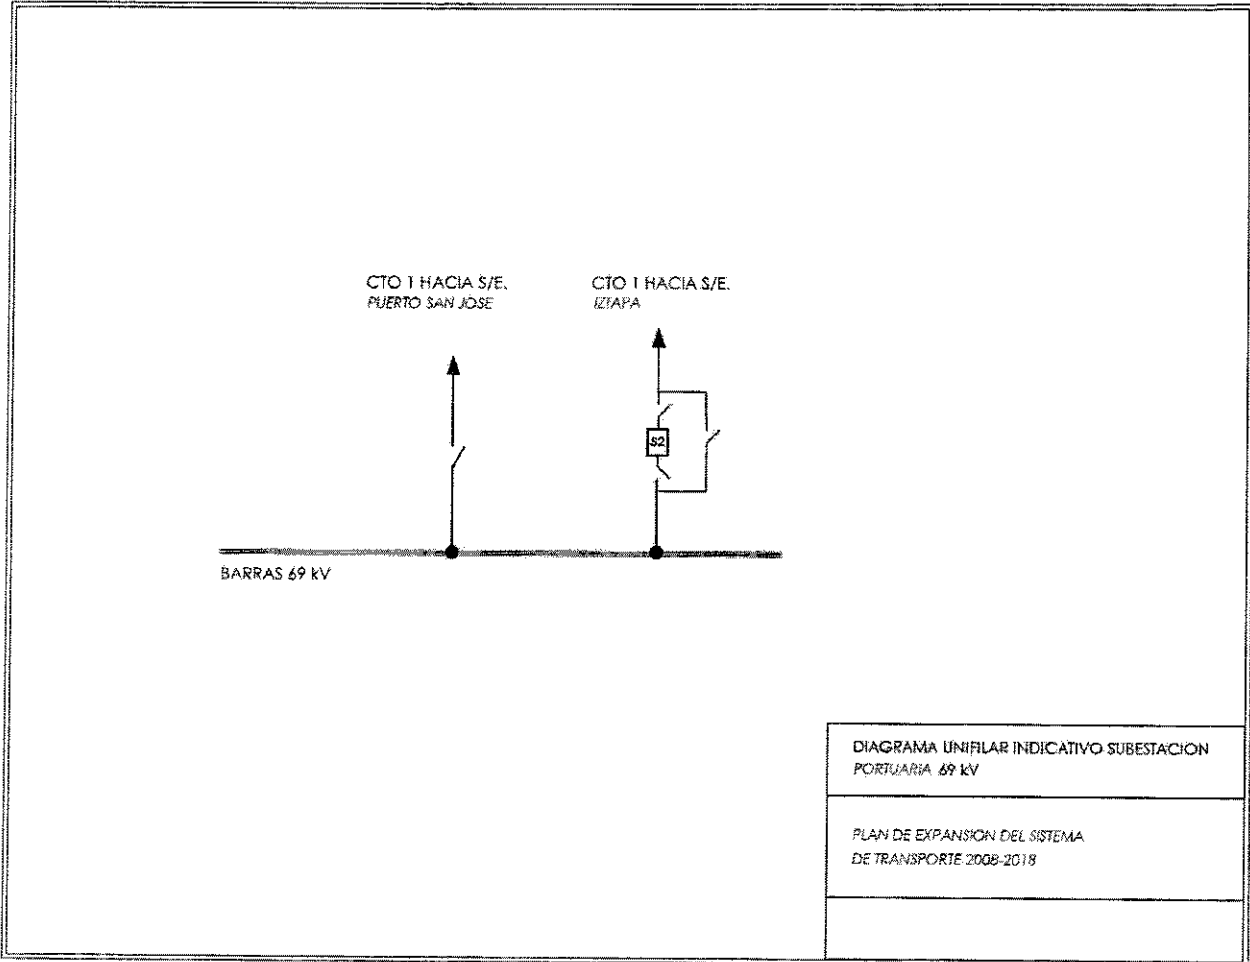 CTO 1 HACIA S/E.
PUERTO SAN JOSE
CTO 1 HACIA S/E.
IZTAPA
S2
BARRAS 69 kV
DIAGRAMA UNIFILAR INDICATIVO SUBESTACION
PORTUARIA 69 kV
PLAN DE EXPANSION DEL SISTEMA
DE TRANSPORTE 2008-2018